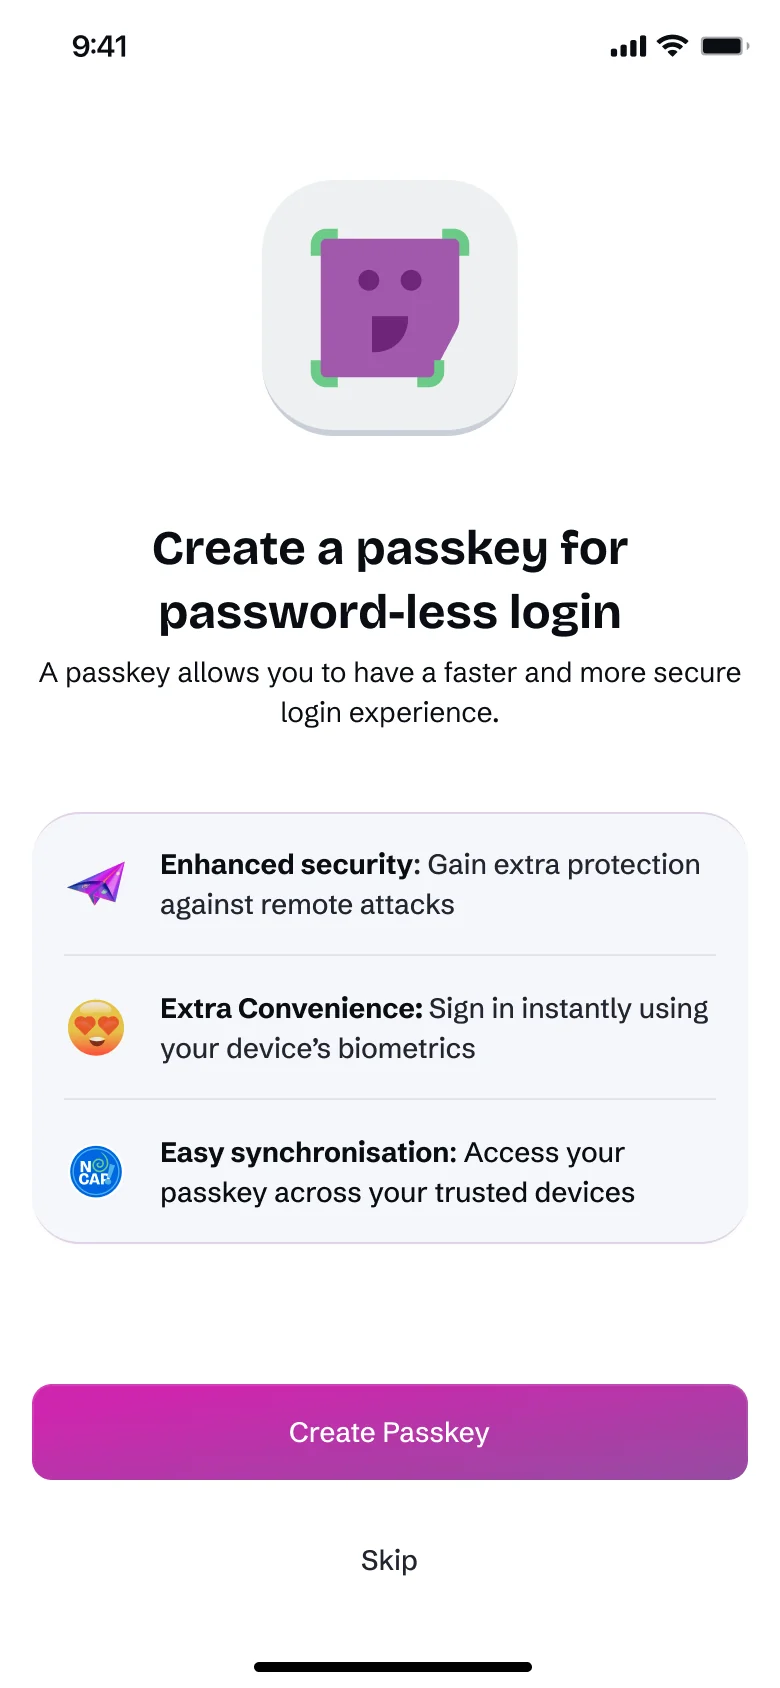 9:41
Create a passkey for
password-less login
A passkey allows you to have a faster and more secure
login experience.
Enhanced security: Gain extra protection
against remote attacks
Extra Convenience: Sign in instantly using
your device’s biometrics
NO
CAP
Easy synchronisation: Access your
passkey across your trusted devices
Create Passkey
Skip